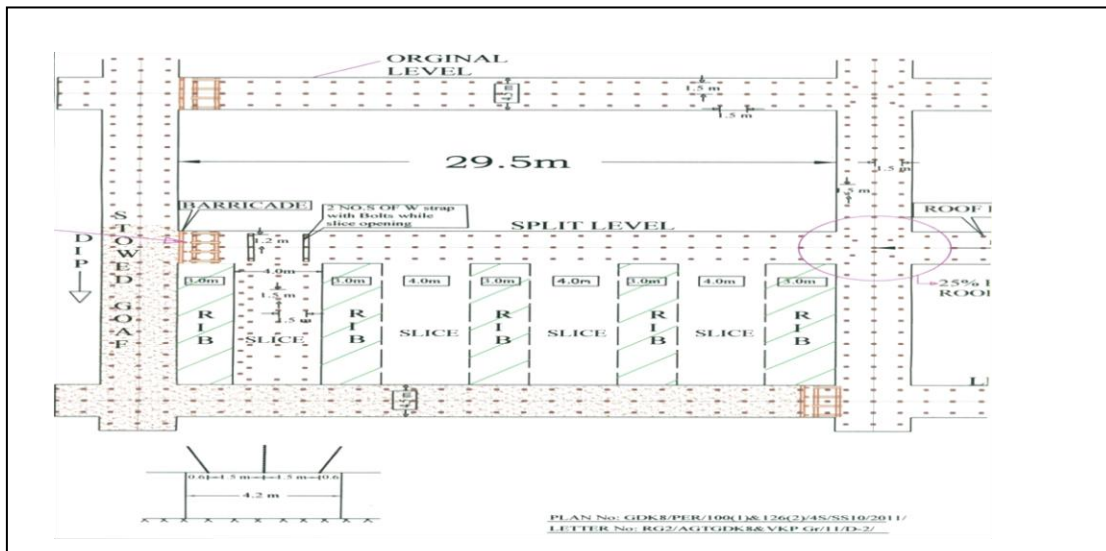 ORGINAL
LEVEL
4.5m
1.5 m
1.5 m
29.5m
1.5 m
1.5 m
BARRICADE
2 NO.S OF W strap
with Bolts while
slice opening
SPLIT LEVEL
STOWED GOAF
DIP
1.2 m
4.0m
3.0m
3.0m
4.0m
3.0m
4.0m
3.0m
4.0m
3.0m
25%
1.5 m
1.5 m
RIB
SLICE
RIB
SLICE
RIB
SLICE
RIB
SLICE
RIB
0.6 1.5 m 1.5 m 0.6
4.2 m
PLAN No: GDK8/PER/100(1)&126(2)/4S/SS10/2011/
LETTER No: RG2/AGTGDK8&VKP Gr/11/D-2/